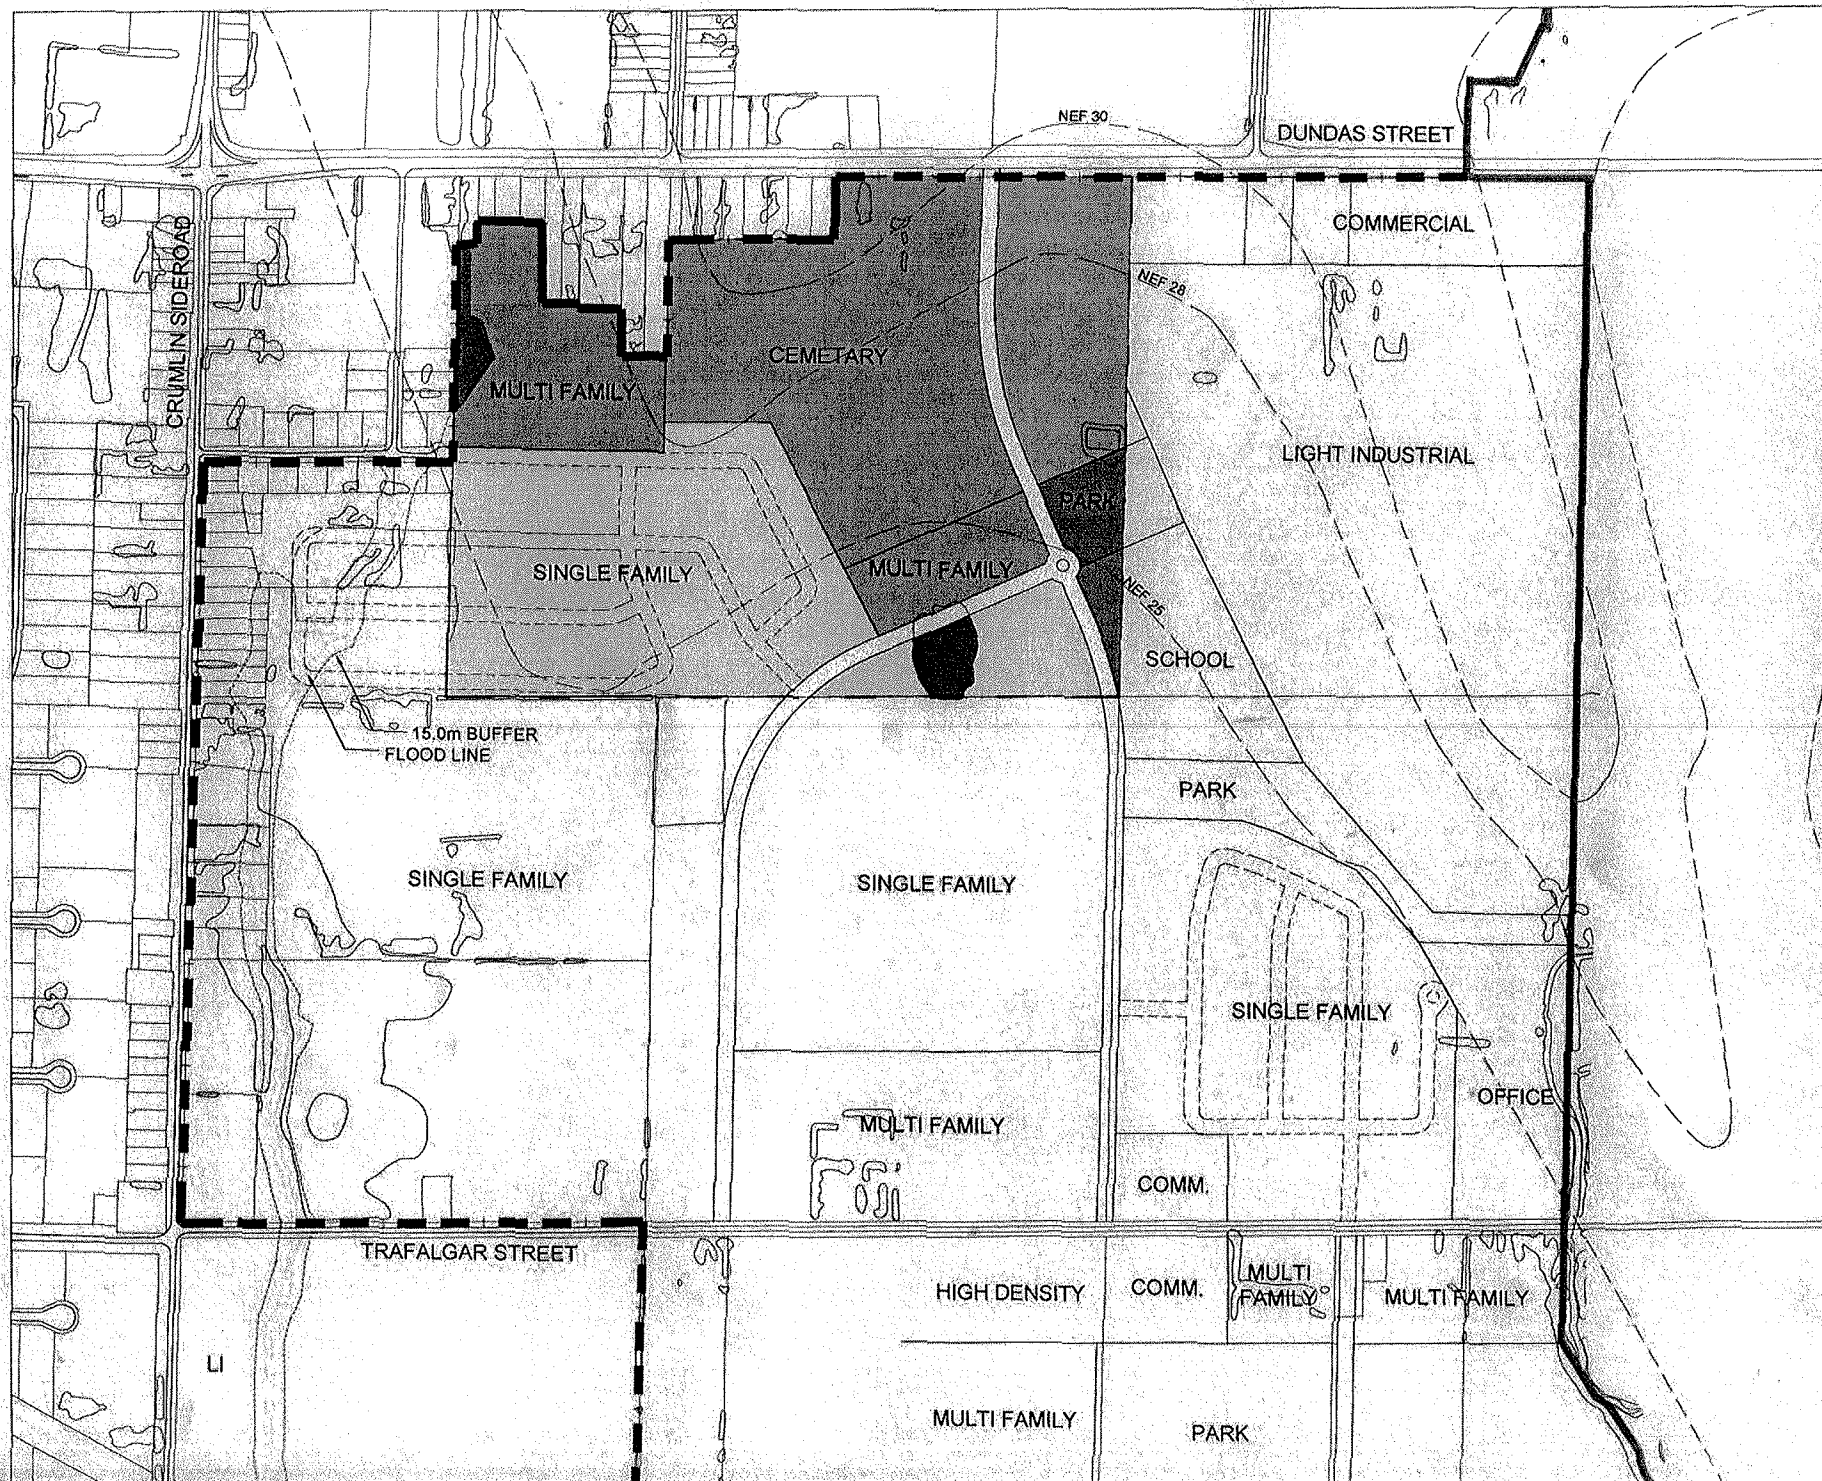 NEF 30
DUNDAS STREET
COMMERCIAL
CRUMLIN SIDEROAD
NEF 28
CEMETARY
MULTI FAMILY
LIGHT INDUSTRIAL
PARK
SINGLE FAMILY
MULTI FAMILY
NEF 25
SCHOOL
15.0m BUFFER
FLOOD LINE
PARK
SINGLE FAMILY
SINGLE FAMILY
SINGLE FAMILY
OFFICE
MULTI FAMILY
COMM.
TRAFALGAR STREET
HIGH DENSITY
COMM.
MULTI
FAMILY
MULTI FAMILY
LI
MULTI FAMILY
PARK